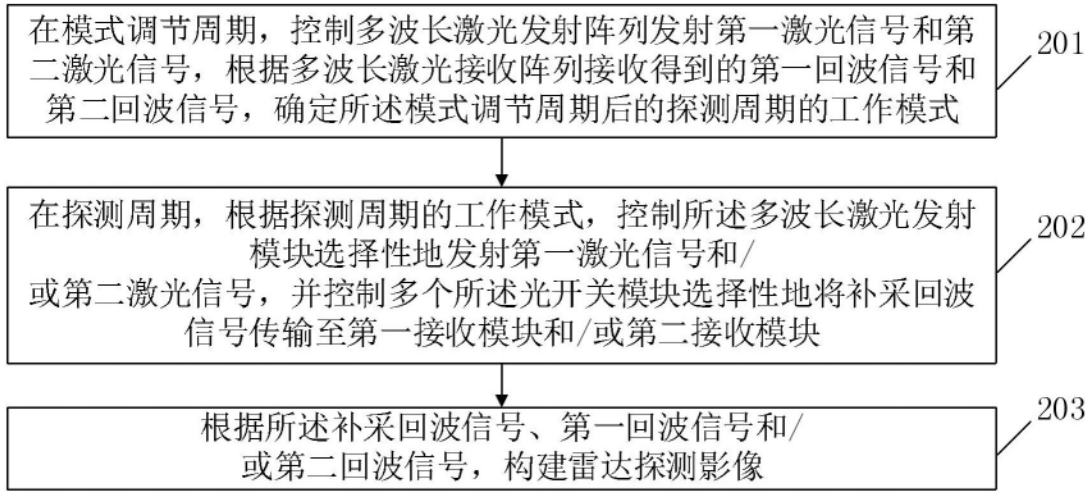 在模式调节周期，控制多波长激光发射阵列发射第一激光信号和第
二激光信号，根据多波长激光接收阵列接收得到的第一回波信号和
第二回波信号，确定所述模式调节周期后的探测周期的工作模式
201
在探测周期，根据探测周期的工作模式，控制所述多波长激光发射
模块选择性地发射第一激光信号和/
或第二激光信号，并控制多个所述光开关模块选择性地将补采回波
信号传输至第一接收模块和/或第二接收模块
202
根据所述补采回波信号、第一回波信号和/
或第二回波信号，构建雷达探测影像
203